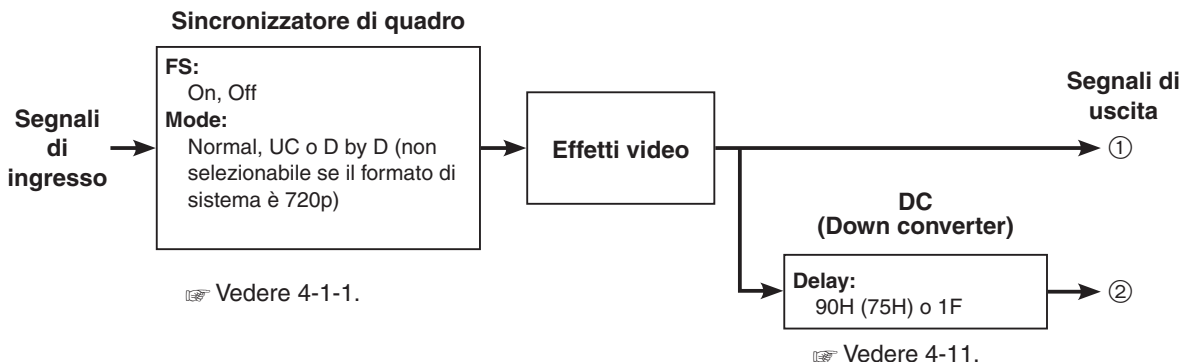 Sincronizzatore di quadro
Segnali
di
ingresso
FS:
On, Off
Mode:
Normal, UC o D by D (non
selezionabile se il formato di
sistema è 720p)
☞ Vedere 4-1-1.
Effetti video
Segnali di
uscita
①
DC
(Down converter)
Delay:
90H (75H) o 1F
②
☞ Vedere 4-11.